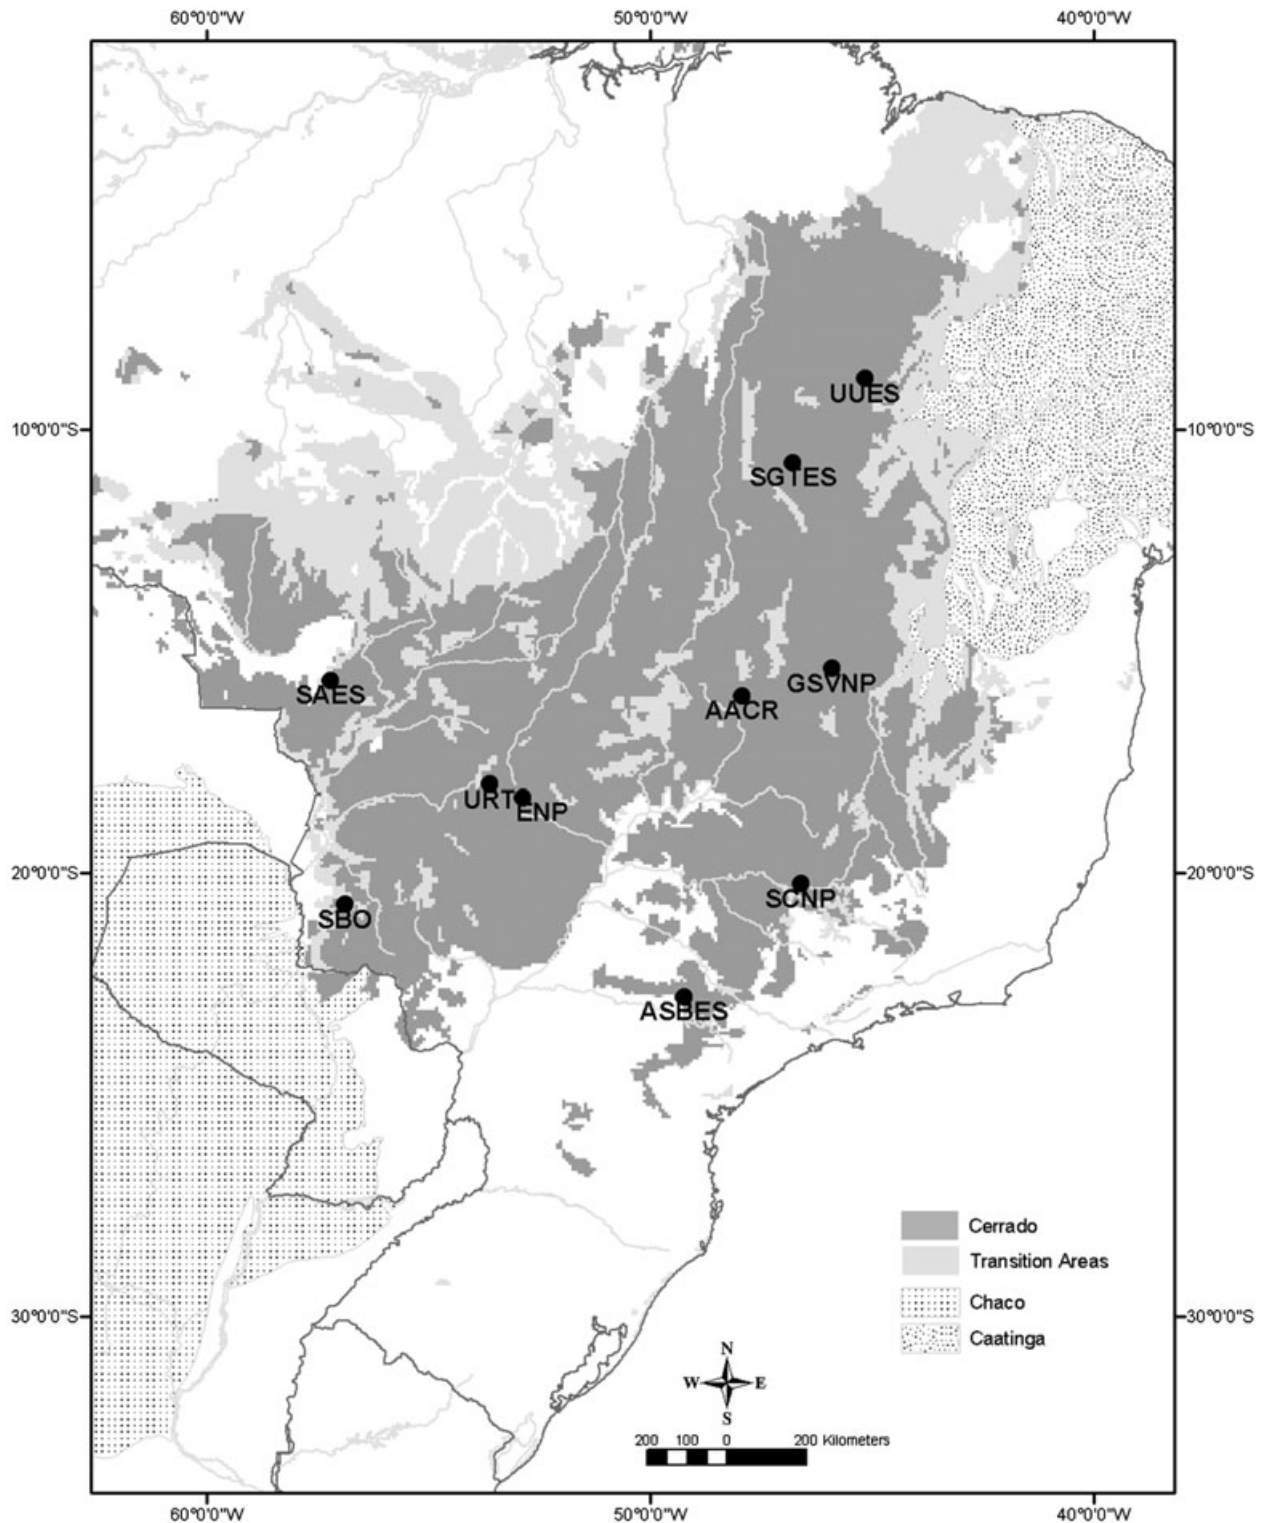 60°0'0"W 50°0'0"W 40°0'0"W
UUES
10°0'0"S 10°0'0"S
SGTES
SAES
GSVNP
AACR
URT
ENP
20°0'0"S 20°0'0"S
SCNP
SBO
ASBES
Cerrado
Transition Areas
Chaco
30°0'0"S 30°0'0"S
Caatinga
N
W E
S
200 100 0 200 Kilometers
60°0'0"W 50°0'0"W 40°0'0"W